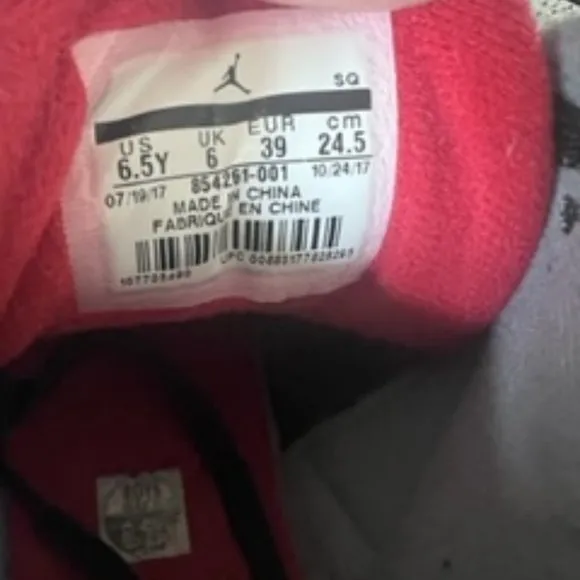 SQ
US UK EUR cm
6.5Y 6 39 24.5
07/19/17 854261-001 10/24/17
MADE IN CHINA
FABRIQUE EN CHINE